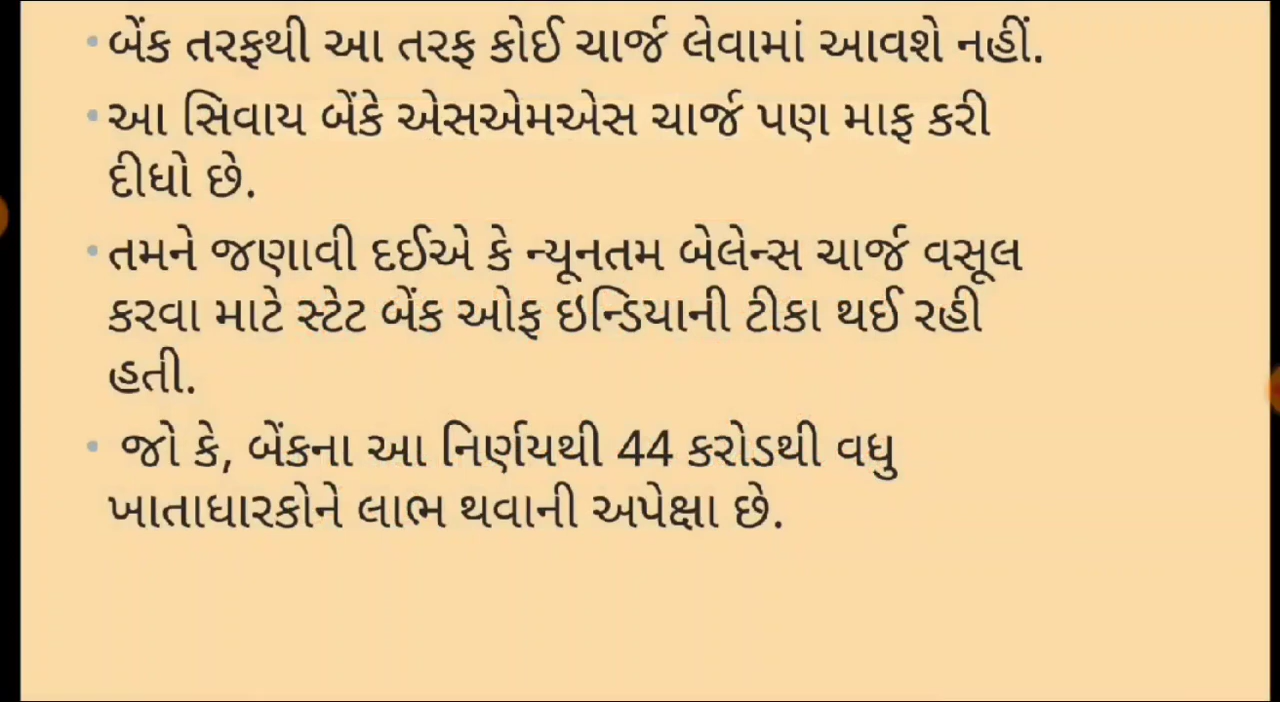 • બેંક તરફથી આ તરફ કોઈ ચાર્જ લેવામાં આવશે નહીં.
• આ સિવાય બેંકે એસએમએસ ચાર્જ પણ માફ કરી
દીધો છે.
• તમને જણાવી દઈએ કે ન્યૂનતમ બેલેન્સ ચાર્જ વસૂલ
કરવા માટે સ્ટેટ બેંક ઓફ ઇન્ડિયાની ટીકા થઈ રહી
હતી.
• જો કે, બેંકના આ નિર્ણયથી 44 કરોડથી વધુ
ખાતાધારકોને લાભ થવાની અપેક્ષા છે.